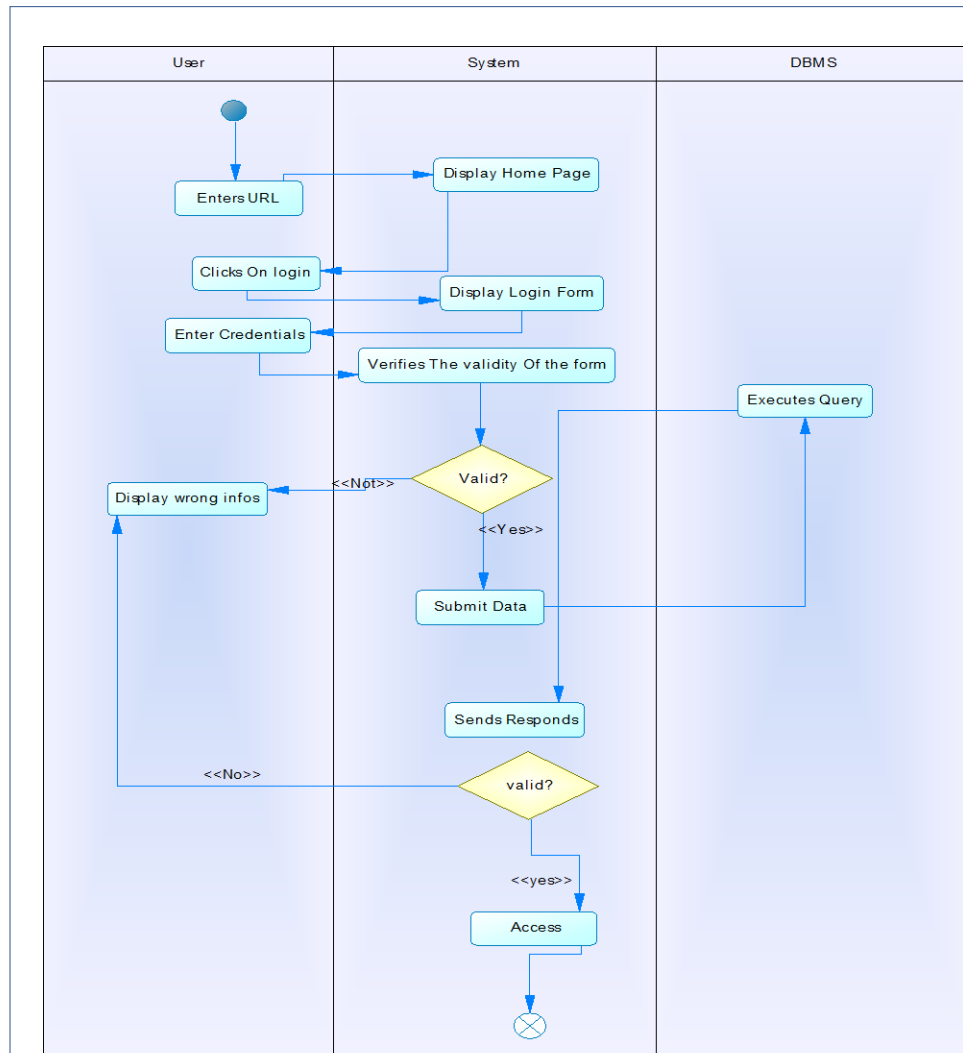 User
System
DBMS
Display Home Page
Enters URL
Clicks On login
Display Login Form
Enter Credentials
Verifies The validity Of the form
Executes Query
Valid?
<<Not>>
Display wrong infos
<<Yes>>
Submit Data
Sends Responds
<<No>>
valid?
<<yes>>
Access